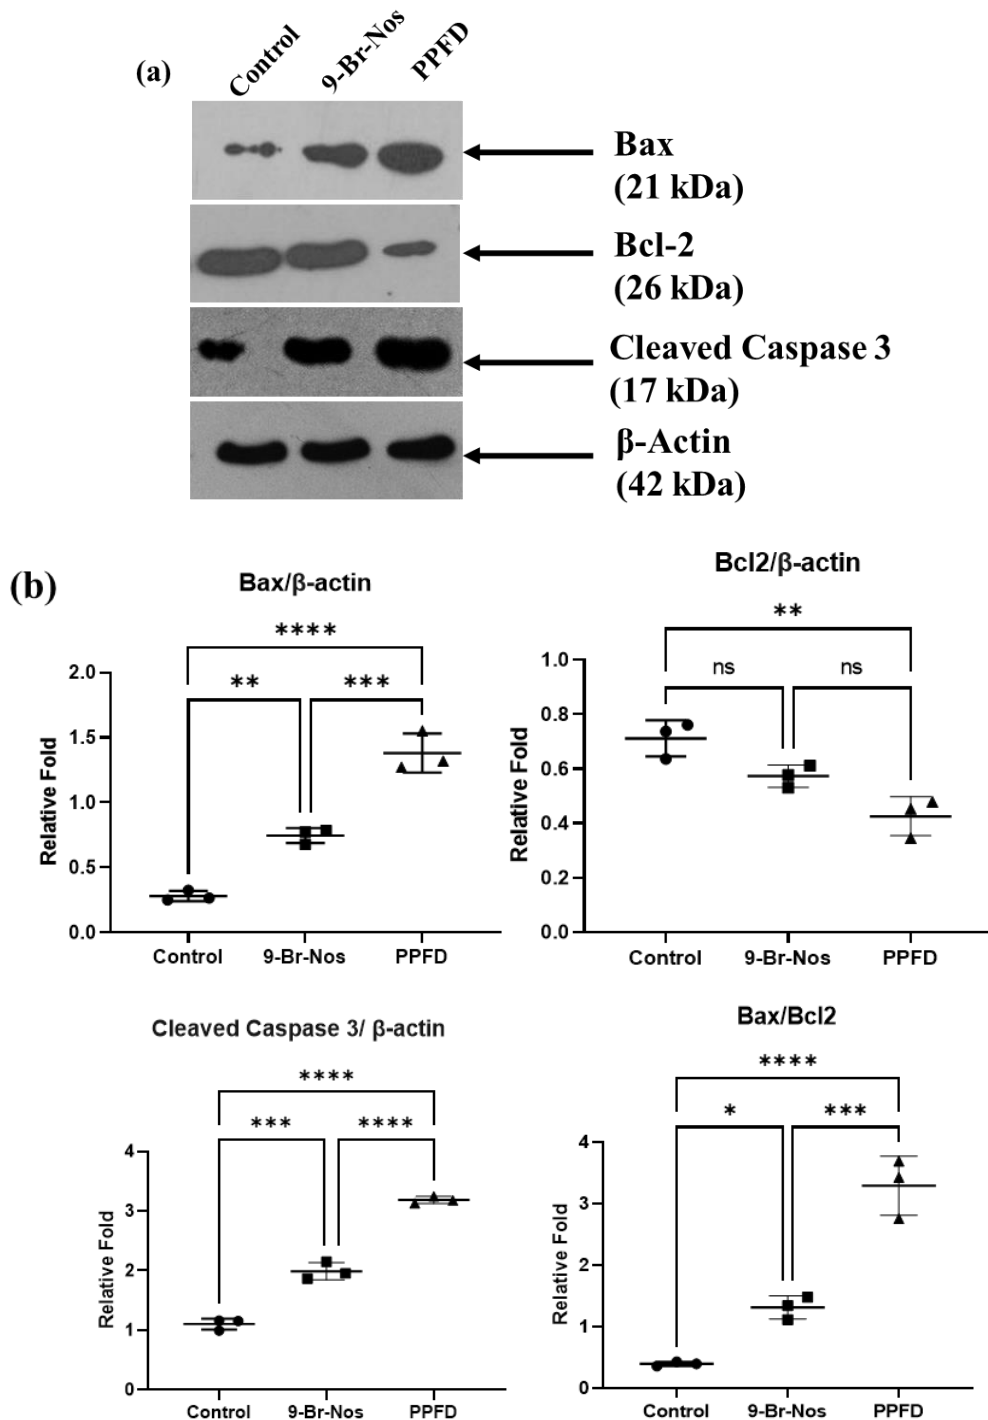 (a)
Control
9-Br-Nos
PPFD
Bax
(21 kDa)
Bcl-2
(26 kDa)
Cleaved Caspase 3
(17 kDa)
β-Actin
(42 kDa)
(b)
Bax/β-actin
****
**
***
Relative Fold
2.0
1.5
1.0
0.5
0.0
Control
9-Br-Nos
PPFD
Bcl2/β-actin
**
ns
ns
Relative Fold
1.0
0.8
0.6
0.4
0.2
0.0
Control
9-Br-Nos
PPFD
Cleaved Caspase 3/ β-actin
****
***
****
Relative Fold
4
3
2
1
0
Control
9-Br-Nos
PPFD
Bax/Bcl2
****
*
***
Relative Fold
4
3
2
1
0
Control
9-Br-Nos
PPFD